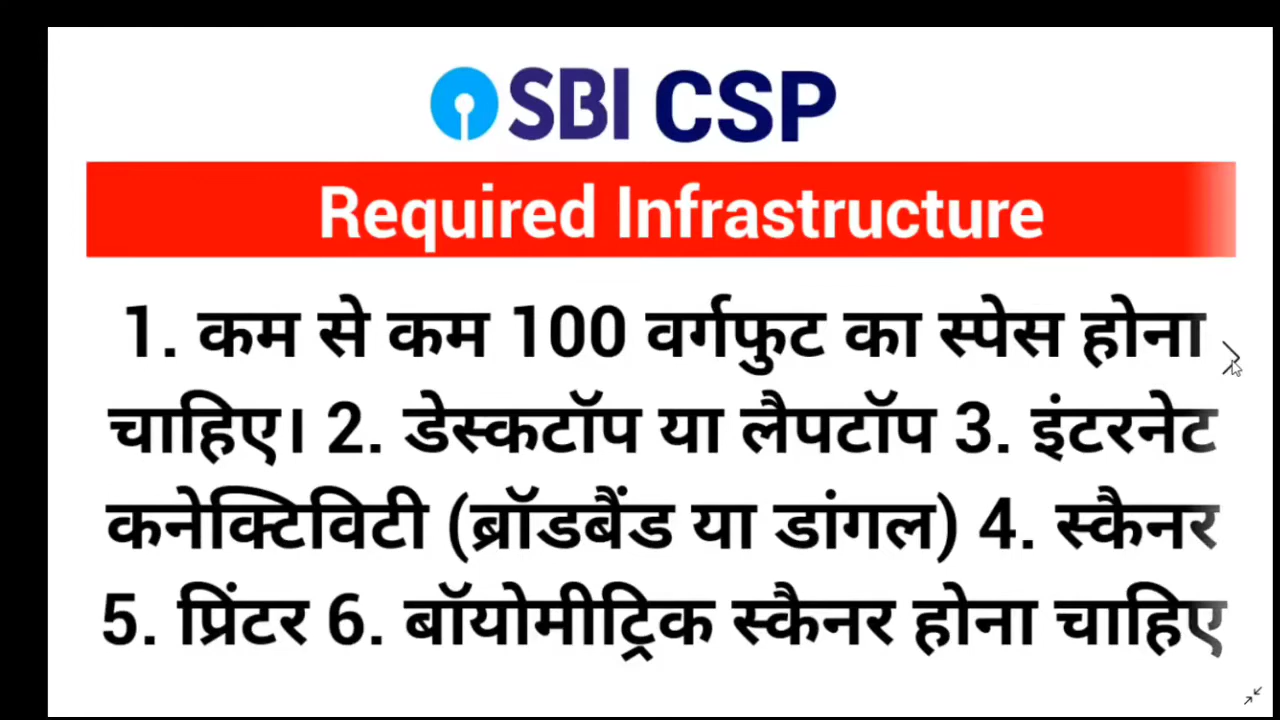 SBI CSP
Required Infrastructure
1. कम से कम 100 वर्गफुट का स्पेस होना
चाहिए। 2. डेस्कटॉप या लैपटॉप 3. इंटरनेट
कनेक्टिविटी (ब्रॉडबैंड या डांगल) 4. स्कैनर
5. प्रिंटर 6. बॉयोमीट्रिक स्कैनर होना चाहिए